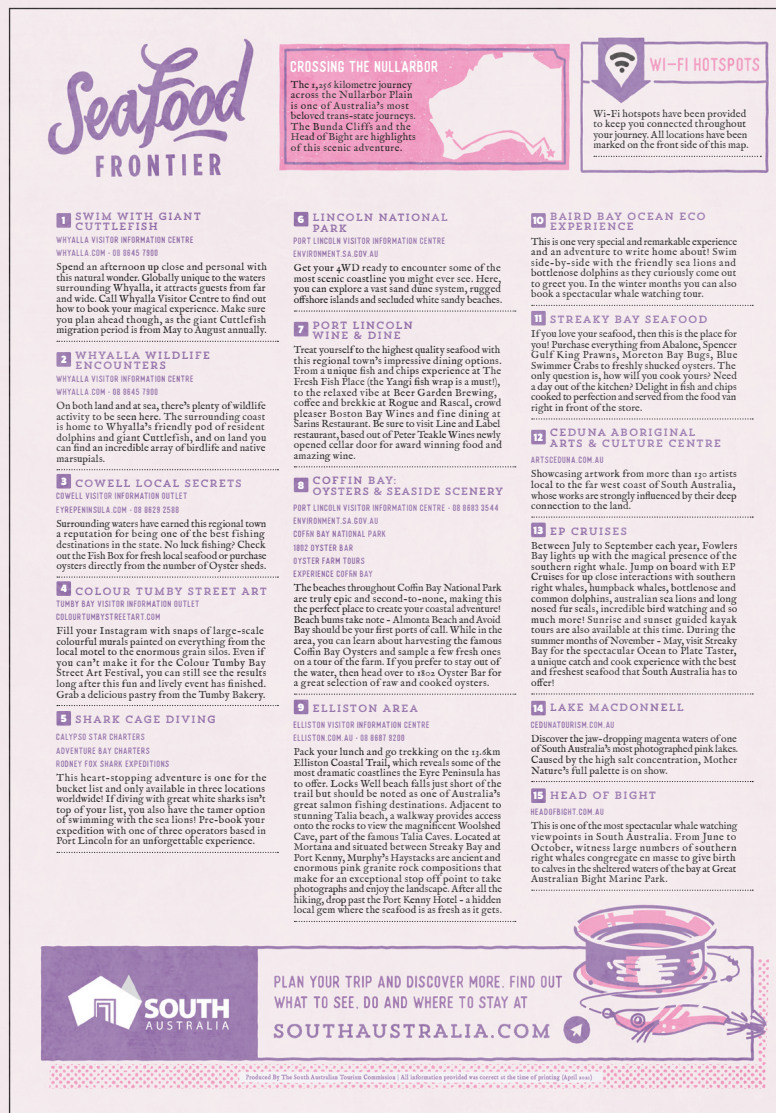 Seafood
FRONTIER
CROSSING THE NULLARBOR
The 1,256 kilometre journey
across the Nullarbor Plain
is one of Australia's most
beloved trans-state journeys.
The Bunda Cliffs and the
Head of Bight are highlights
of this scenic adventure.
WI-FI HOTSPOTS
Wi-Fi hotspots have been provided
to keep you connected throughout
your journey. All locations have been
marked on the front side of this map.
1 SWIM WITH GIANT
CUTTLEFISH
WHYALLA VISITOR INFORMATION CENTRE
WHYALLA.COM - 08 8645 7900
Spend an afternoon up close and personal with
this natural wonder. Globally unique to the waters
surrounding Whyalla, it attracts guests from far
and wide. Call Whyalla Visitor Centre to find out
how to book your magical experience. Make sure
you plan ahead though, as the giant Cuttlefish
migration period is from May to August annually.
2 WHYALLA WILDLIFE
ENCOUNTERS
WHYALLA VISITOR INFORMATION CENTRE
WHYALLA.COM - 08 8645 7900
On both land and at sea, there's plenty of wildlife
activity to be seen here. The surrounding coast
is home to Whyalla's friendly pod of resident
dolphins and giant Cuttlefish, and on land you
can find an incredible array of birdlife and native
marsupials.
3 COWELL LOCAL SECRETS
COWELL VISITOR INFORMATION OUTLET
EYREPENINSULA.COM - 08 8629 2588
Surrounding waters have earned this regional town
a reputation for being one of the best fishing
destinations in the state. No luck fishing? Check
out the Fish Box for fresh local seafood or purchase
oysters directly from the number of Oyster sheds.
4 COLOUR TUMBY STREET ART
TUMBY BAY VISITOR INFORMATION OUTLET
COLOURTUMBYSTREETART.COM
Fill your Instagram with snaps of large-scale
colourful murals painted on everything from the
local motel to the enormous grain silos. Even if
you can't make it for the Colour Tumby Bay
Street Art Festival, you can still see the results
long after this fun and lively event has finished.
Grab a delicious pastry from the Tumby Bakery.
5 SHARK CAGE DIVING
CALYPSO STAR CHARTERS
ADVENTURE BAY CHARTERS
RODNEY FOX SHARK EXPEDITIONS
This heart-stopping adventure is one for the
bucket list and only available in three locations
worldwide! If diving with great white sharks isn't
top of your list, you also have the tamer option
of swimming with the sea lions! Pre-book your
expedition with one of three operators based in
Port Lincoln for an unforgettable experience.
6 LINCOLN NATIONAL
PARK
PORT LINCOLN VISITOR INFORMATION CENTRE
ENVIRONMENT.SA.GOV.AU
Get your 4WD ready to encounter some of the
most scenic coastline you might ever see. Here,
you can explore a vast sand dune system, rugged
offshore islands and secluded white sandy beaches.
7 PORT LINCOLN
WINE & DINE
Treat yourself to the highest quality seafood with
this regional town's impressive dining options.
From a unique fish and chips experience at The
Fresh Fish Place (the Yangi fish wrap is a must!),
to the relaxed vibe at Beer Garden Brewing,
coffee and brekkie at Rogue and Rascal, crowd
pleaser Boston Bay Wines and fine dining at
Sarins Restaurant. Be sure to visit Line and Label
restaurant, based out of Peter Teakle Wines newly
opened cellar door for award winning food and
amazing wine.
8 COFFIN BAY:
OYSTERS & SEASIDE SCENERY
PORT LINCOLN VISITOR INFORMATION CENTRE - 08 8683 3544
ENVIRONMENT.SA.GOV.AU
COFFIN BAY NATIONAL PARK
1802 OYSTER BAR
OYSTER FARM TOURS
EXPERIENCE COFFIN BAY
The beaches throughout Coffin Bay National Park
are truly epic and second-to-none, making this
the perfect place to create your coastal adventure!
Beach bums take note - Almonta Beach and Avoid
Bay should be your first ports of call. While in the
area, you can learn about harvesting the famous
Coffin Bay Oysters and sample a few fresh ones
on a tour of the farm. If you prefer to stay out of
the water, then head over to 1802 Oyster Bar for
a great selection of raw and cooked oysters.
9 ELLISTON AREA
ELLISTON VISITOR INFORMATION CENTRE
ELLISTON.COM.AU - 08 8687 9200
Pack your lunch and go trekking on the 13.6km
Elliston Coastal Trail, which reveals some of the
most dramatic coastlines the Eyre Peninsula has
to offer. Locks Well beach falls just short of the
trail but should be noted as one of Australia's
great salmon fishing destinations. Adjacent to
stunning Talia beach, a walkway provides access
onto the rocks to view the magnificent Woolshed
Cave, part of the famous Talia Caves. Located at
Mortana and situated between Streaky Bay and
Port Kenny, Murphy's Haystacks are ancient and
enormous pink granite rock compositions that
make for an exceptional stop off point to take
photographs and enjoy the landscape. After all the
hiking, drop past the Port Kenny Hotel - a hidden
local gem where the seafood is as fresh as it gets.
10 BAIRD BAY OCEAN ECO
EXPERIENCE
This is one very special and remarkable experience
and an adventure to write home about! Swim
side-by-side with the friendly sea lions and
bottlenose dolphins as they curiously come out
to greet you. In the winter months you can also
book a spectacular whale watching tour.
11 STREAKY BAY SEAFOOD
If you love your seafood, then this is the place for
you! Purchase everything from Abalone, Spencer
Gulf King Prawns, Moreton Bay Bugs, Blue
Swimmer Crabs to freshly shucked oysters. The
only question is, how will you cook yours? Need
a day out of the kitchen? Delight in fish and chips
cooked to perfection and served from the food van
right in front of the store.
12 CEDUNA ABORIGINAL
ARTS & CULTURE CENTRE
ARTSCEDUNA.COM.AU
Showcasing artwork from more than 130 artists
local to the far west coast of South Australia,
whose works are strongly influenced by their deep
connection to the land.
13 EP CRUISES
Between July to September each year, Fowlers
Bay lights up with the magical presence of the
southern right whale. Jump on board with EP
Cruises for up close interactions with southern
right whales, humpback whales, bottlenose and
common dolphins, australian sea lions and long
nosed fur seals, incredible bird watching and so
much more! Sunrise and sunset guided kayak
tours are also available at this time. During the
summer months of November - May, visit Streaky
Bay for the spectacular Ocean to Plate Taster,
a unique catch and cook experience with the best
and freshest seafood that South Australia has to
offer!
14 LAKE MACDONNELL
CEDUNATOURISM.COM.AU
Discover the jaw-dropping magenta waters of one
of South Australia's most photographed pink lakes.
Caused by the high salt concentration, Mother
Nature's full palette is on show.
15 HEAD OF BIGHT
HEADOFBIGHT.COM.AU
This is one of the most spectacular whale watching
viewpoints in South Australia. From June to
October, witness large numbers of southern
right whales congregate en masse to give birth
to calves in the sheltered waters of the bay at Great
Australian Bight Marine Park.
SOUTH
AUSTRALIA
PLAN YOUR TRIP AND DISCOVER MORE. FIND OUT
WHAT TO SEE, DO AND WHERE TO STAY AT
SOUTHAUSTRALIA.COM
Produced By The South Australian Tourism Commission | All information provided was correct at the time of printing (April 2021)